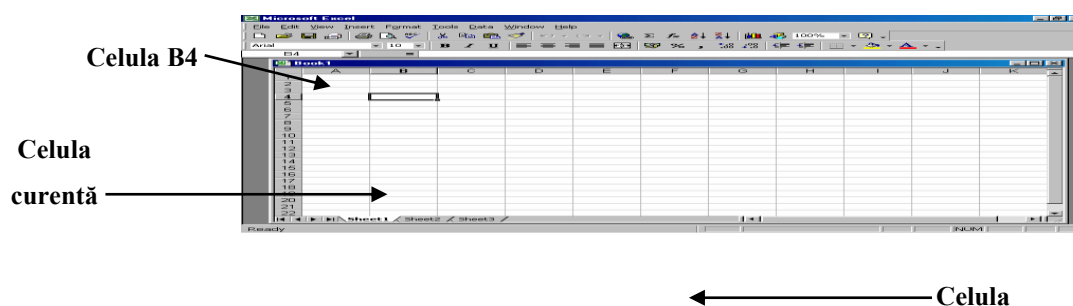 Microsoft Excel
File Edit View Insert Format Tools Data Window Help
100%
Arial 10 B I U % ,
B4 =
Celula B4
Book1
A B C D E F G H I J K
1
2
3
4
5
6
7
8
9
10
11
12
13
Celula
14
15
16
17
18
curentă
19
20
21
22
Sheet1 Sheet2 Sheet3
Ready NUM
Celula